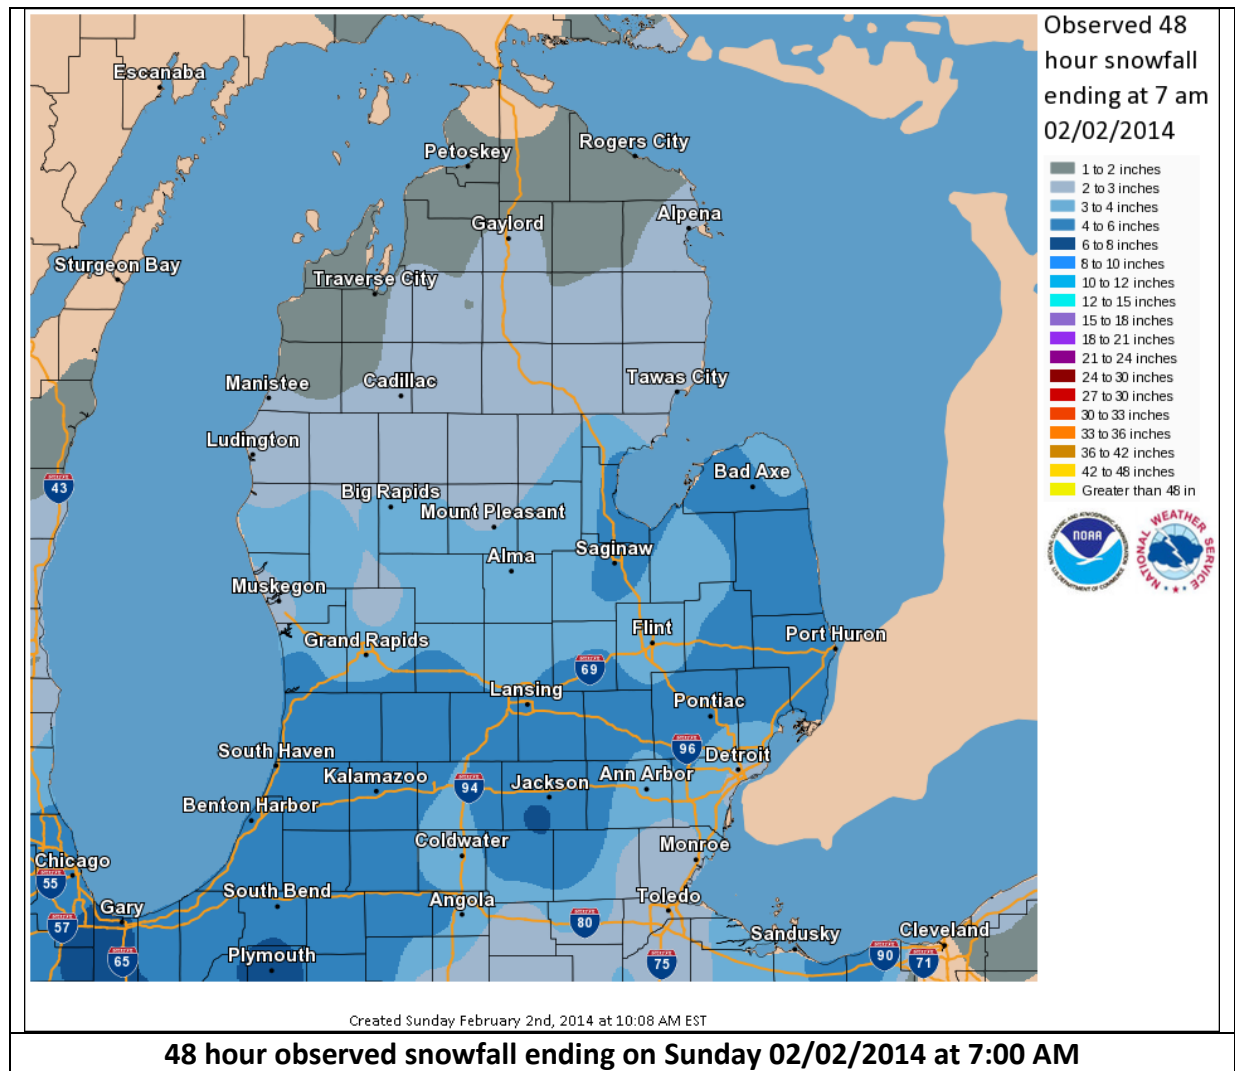 Observed 48
hour snowfall
ending at 7 am
02/02/2014
1 to 2 inches
2 to 3 inches
3 to 4 inches
4 to 6 inches
6 to 8 inches
8 to 10 inches
10 to 12 inches
12 to 15 inches
15 to 18 inches
18 to 21 inches
21 to 24 inches
24 to 30 inches
27 to 30 inches
30 to 33 inches
33 to 36 inches
36 to 42 inches
42 to 48 inches
Greater than 48 in
NOAA
NATIONAL OCEANIC AND ATMOSPHERIC ADMINISTRATION
U.S. DEPARTMENT OF COMMERCE
NATIONAL WEATHER SERVICE
Escanaba
Rogers City
Petoskey
Alpena
Gaylord
Sturgeon Bay
Traverse City
Manistee
Cadillac
Tawas City
Ludington
Bad Axe
43
Big Rapids
Mount Pleasant
Saginaw
Alma
Muskegon
Flint
Port Huron
Grand Rapids
69
Lansing
Pontiac
96
South Haven
Detroit
Kalamazoo
94
Jackson
Ann Arbor
Benton Harbor
Coldwater
Monroe
Chicago
55
South Bend
Angola
Toledo
Gary
57
80
Sandusky
Cleveland
65
Plymouth
75
90
71
Created Sunday February 2nd, 2014 at 10:08 AM EST
48 hour observed snowfall ending on Sunday 02/02/2014 at 7:00 AM